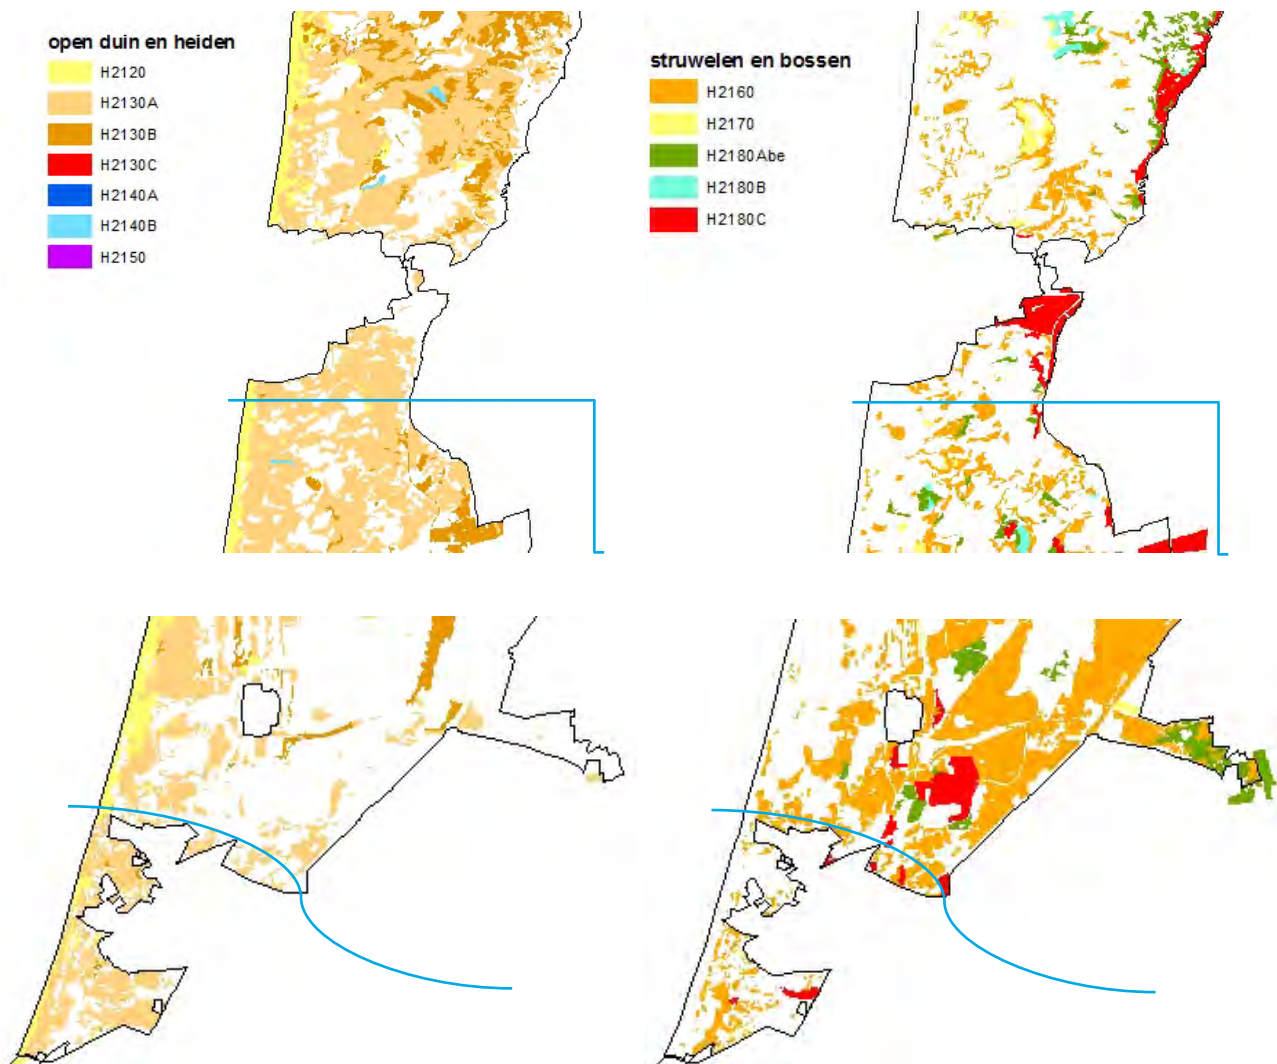 open duin en heiden
H2120
H2130A
H2130B
H2130C
H2140A
H2140B
H2150
struwelen en bossen
H2160
H2170
H2180Abe
H2180B
H2180C